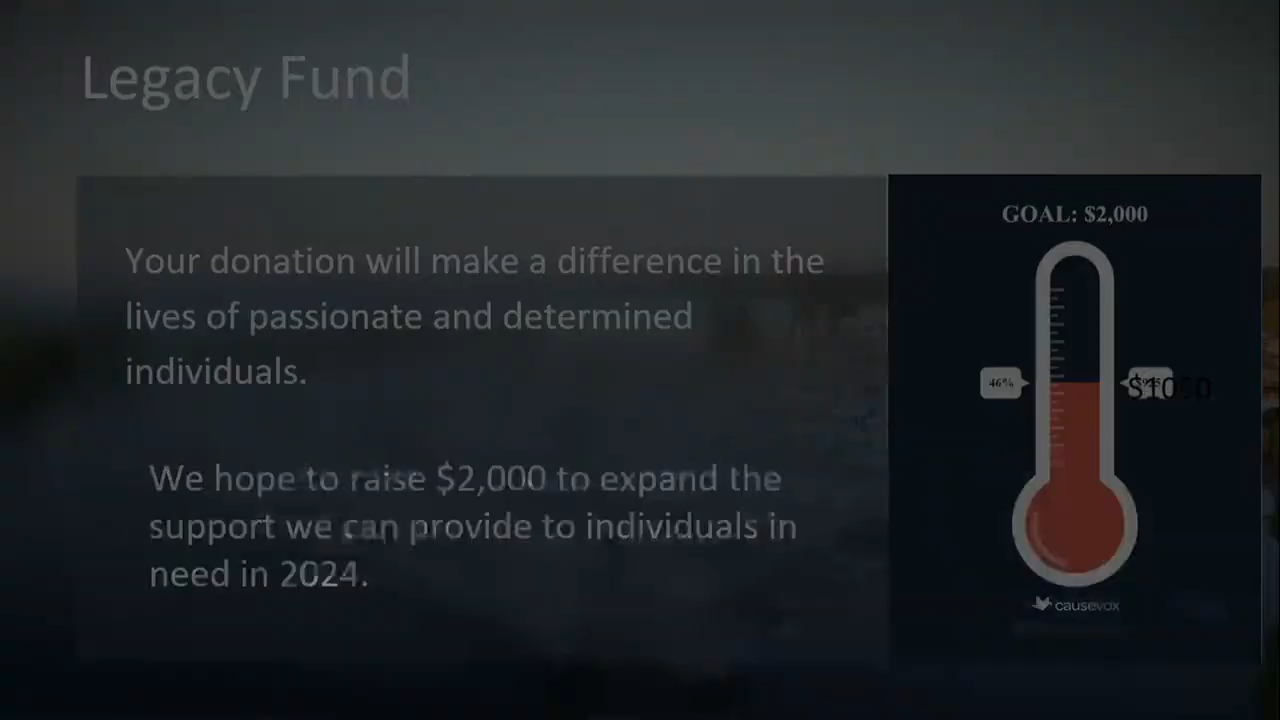 Legacy Fund
Your donation will make a difference in the
lives of passionate and determined
individuals.
We hope to raise $2,000 to expand the
support we can provide to individuals in
need in 2024.
GOAL: $2,000
46%
$1050
causevox